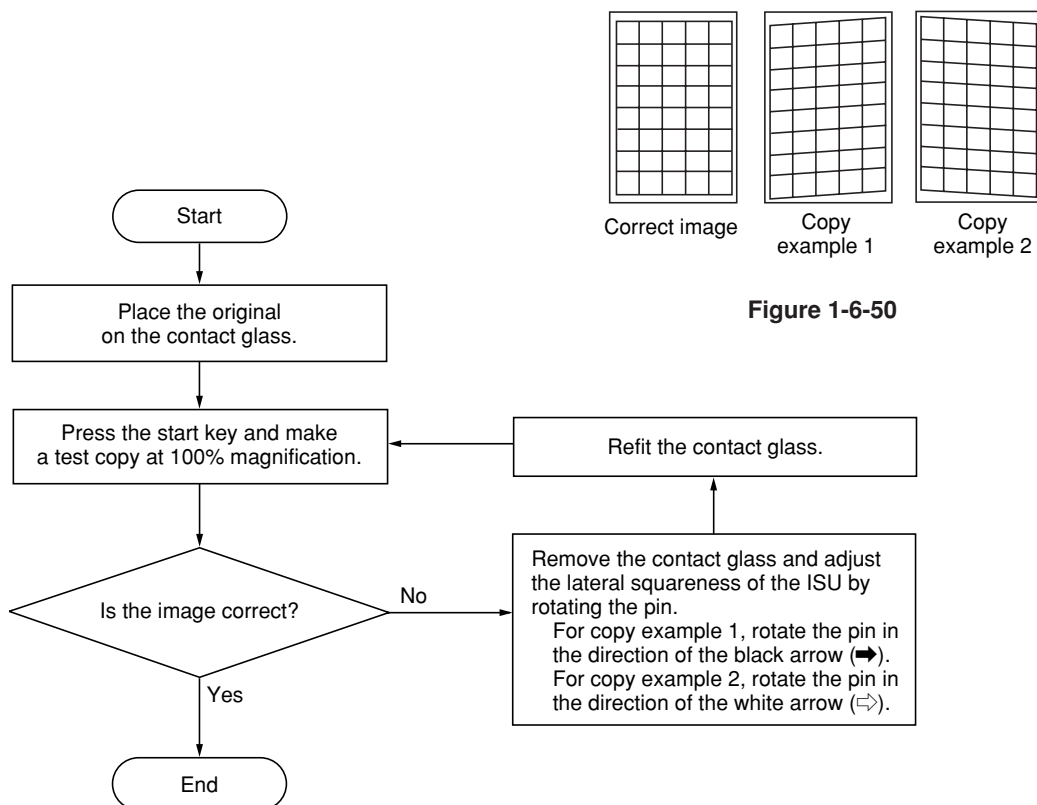 Correct image
Copy
example 1
Copy
example 2
Figure 1-6-50
Start
Place the original
on the contact glass.
Press the start key and make
a test copy at 100% magnification.
Refit the contact glass.
Is the image correct?
No
Yes
Remove the contact glass and adjust
the lateral squareness of the ISU by
rotating the pin.
For copy example 1, rotate the pin in
the direction of the black arrow (➡).
For copy example 2, rotate the pin in
the direction of the white arrow (⇨).
End